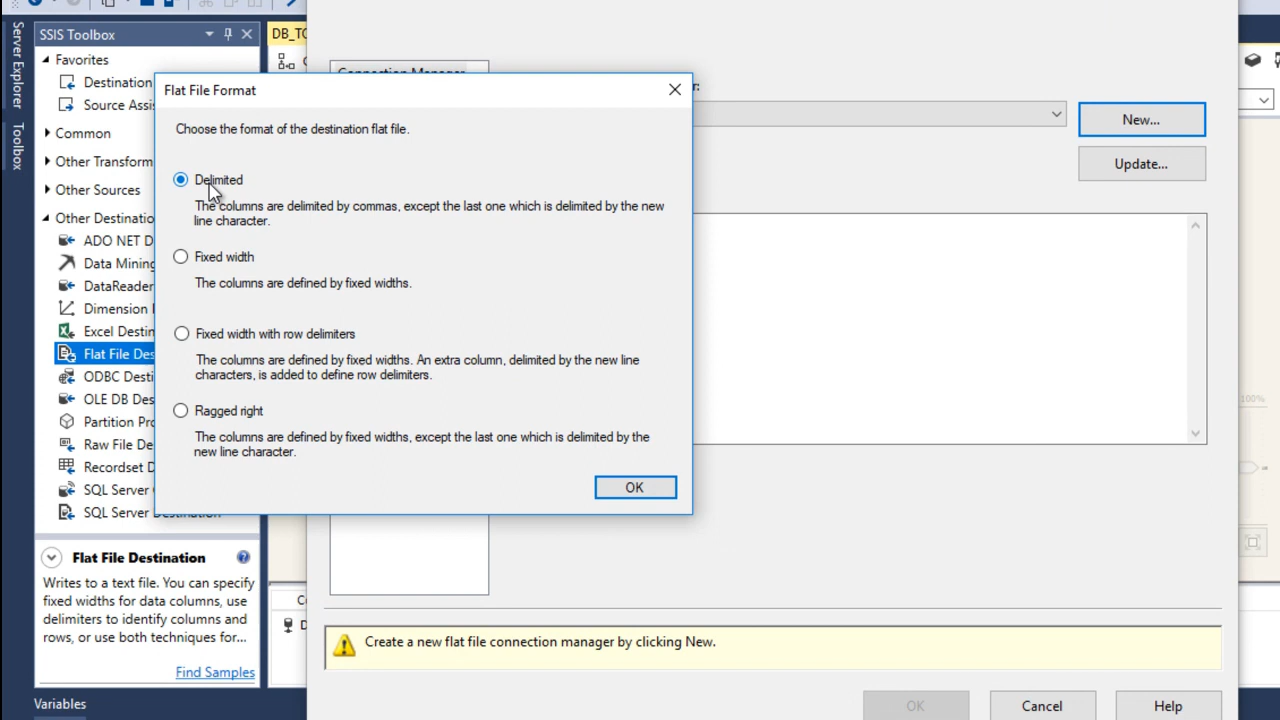 SSIS Toolbox
Server Explorer
Toolbox
Favorites
Destination
Source Assis
Common
Other Transform
Other Sources
Other Destinatio
ADO NET D
Data Mining
DataReader
Dimension
Excel Destin
Flat File Des
ODBC Desti
OLE DB Des
Partition Pro
Raw File De
Recordset D
SQL Server
SQL Server Destination
Flat File Destination
Writes to a text file. You can specify
fixed widths for data columns, use
delimiters to identify columns and
rows, or use both techniques for...
Find Samples
Variables
DB_TO
Connection Manager
Flat File Format
Choose the format of the destination flat file.
Delimited
The columns are delimited by commas, except the last one which is delimited by the new
line character.
Fixed width
The columns are defined by fixed widths.
Fixed width with row delimiters
The columns are defined by fixed widths. An extra column, delimited by the new line
characters, is added to define row delimiters.
Ragged right
The columns are defined by fixed widths, except the last one which is delimited by the
new line character.
OK
r:
New...
Update...
100%
Create a new flat file connection manager by clicking New.
OK
Cancel
Help